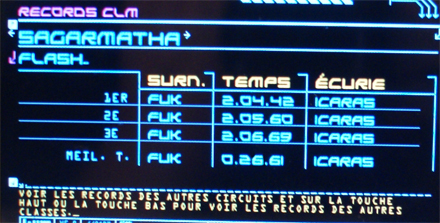 RECORDS CLM
SAGARMATHA
FLASH
SURN. TEMPS ÉCURIE
1ER FUK 2.04.42 ICARAS
2E FUK 2.05.60 ICARAS
3E FUK 2.06.69 ICARAS
MEIL. T. FUK 0.26.61 ICARAS
VOIR LES RECORDS DES AUTRES CIRCUITS ET SUR LA TOUCHE
HAUT OU LA TOUCHE BAS POUR VOIR LES RECORDS DES AUTRES
CLASSES.